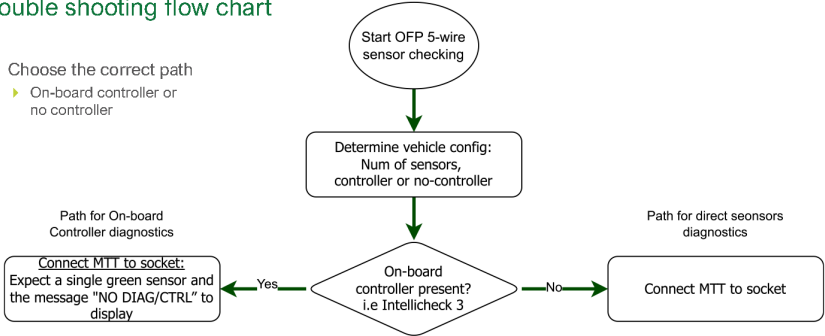 ouble shooting flow chart
Choose the correct path
On-board controller or
no controller
Start OFP 5-wire
sensor checking
Determine vehicle config:
Num of sensors,
controller or no-controller
Path for On-board
Controller diagnostics
Path for direct seonsors
diagnostics
Connect MTT to socket:
Expect a single green sensor and
the message "NO DIAG/CTRL” to
display
Yes
On-board
controller present?
i.e Intellicheck 3
No
Connect MTT to socket